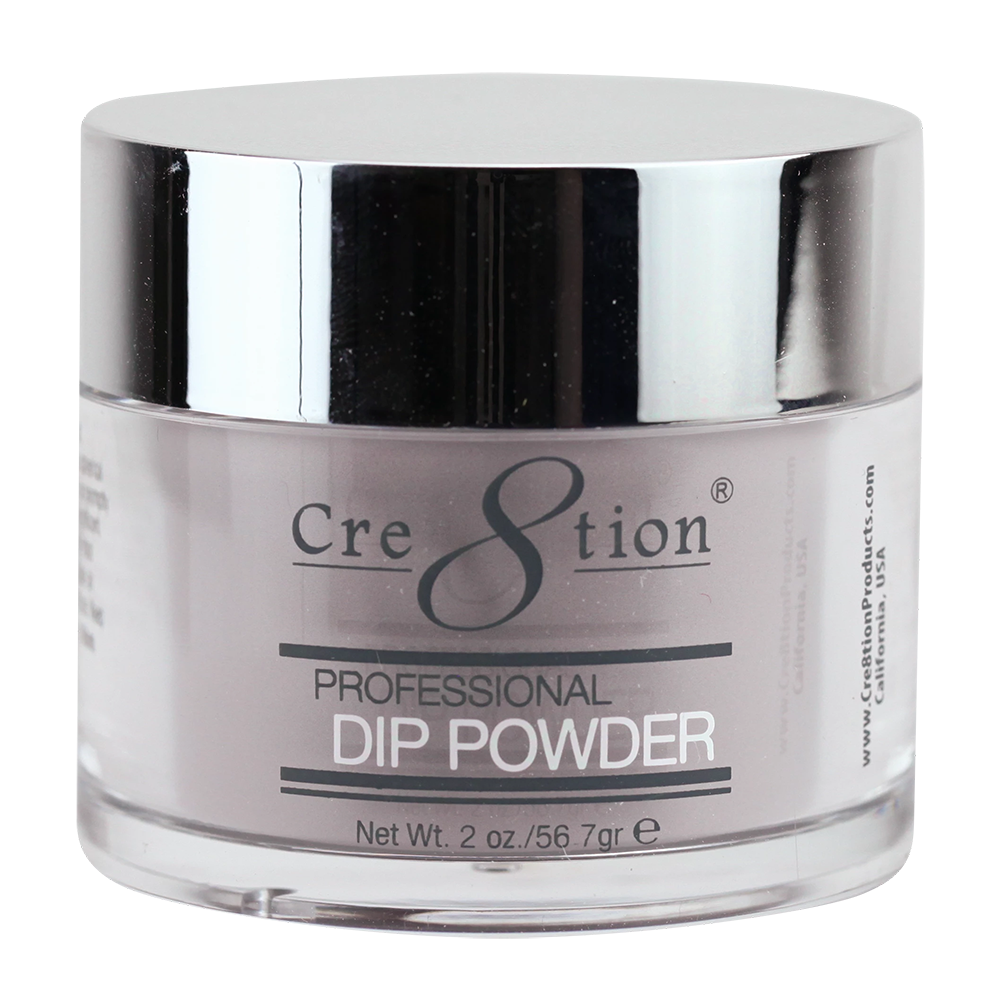 Cre8tion®
PROFESSIONAL
DIP POWDER
Net Wt. 2 oz./56.7gr ℮
www.Cre8tionProducts.com
California, USA